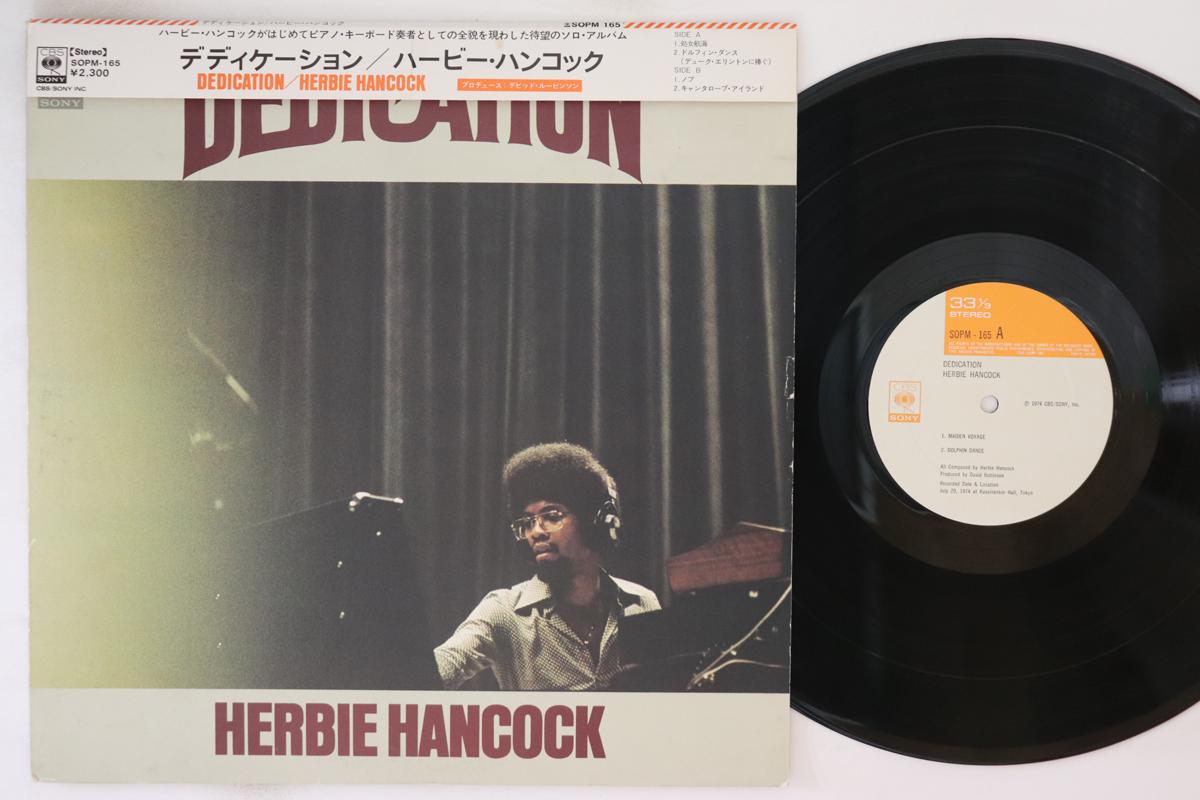 デディケーション/ハービー・ハンコック
SOPM 165
ハービー・ハンコックがはじめてピアノ・キーボード奏者としての全貌を現わした待望のソロ・アルバム
CBS
SONY
【Stereo】
SOPM-165
¥2,300
CBS/SONY INC.
デディケーション/ハービー・ハンコック
DEDICATION/HERBIE HANCOCK
プロデュース:デビッド・ルービンソン
SIDE A
1.処女航海
2.ドルフィン・ダンス
(デューク・エリントンに捧ぐ)
SIDE B
1.ノブ
2.キャンタロープ・アイランド
SONY
DEDICATION
HERBIE HANCOCK
33⅓
STEREO
SOPM-165 A
DEDICATION
HERBIE HANCOCK
CBS
SONY
Ⓟ 1974 CBS/SONY, Inc.
1. MAIDEN VOYAGE
2. DOLPHIN DANCE
All Composed by Herbie Hancock
Produced by David Rubinson
Recorded Date & Location
July 29, 1974 at Koseinenkin Hall, Tokyo